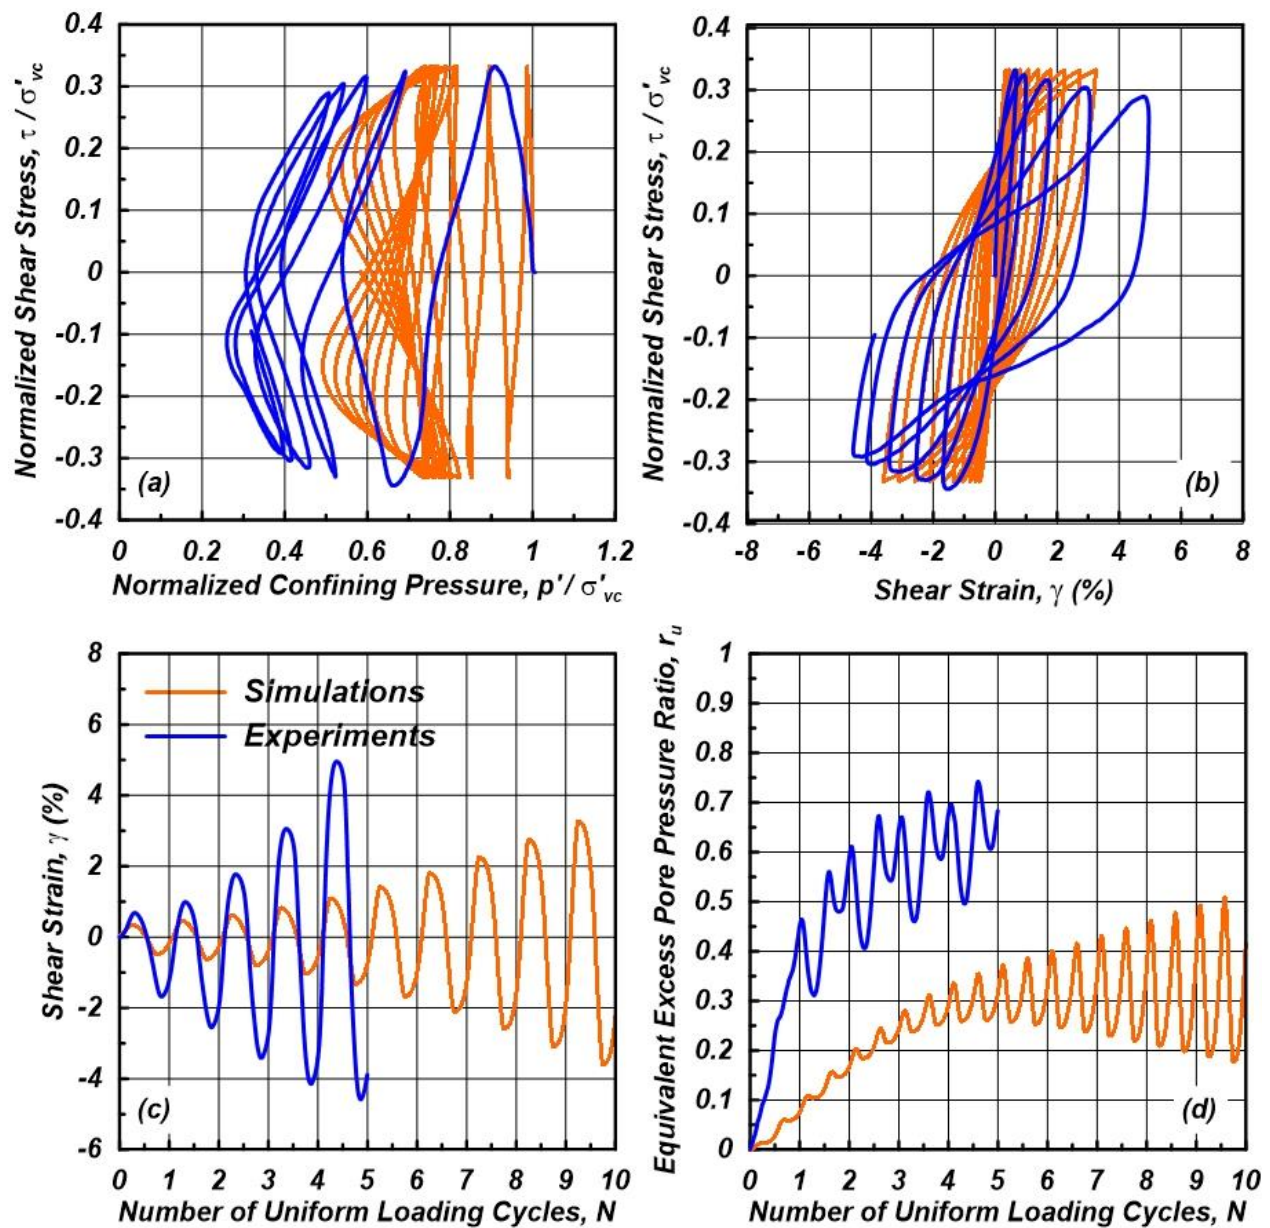 0.4
0.3
0.2
0.1
0
-0.1
-0.2
-0.3
-0.4
Normalized Shear Stress, τ / σ'vc
(a)
0 0.2 0.4 0.6 0.8 1 1.2
Normalized Confining Pressure, p' / σ'vc
0.4
0.3
0.2
0.1
0
-0.1
-0.2
-0.3
-0.4
Normalized Shear Stress, τ / σ'vc
(b)
-8 -6 -4 -2 0 2 4 6 8
Shear Strain, γ (%)
8
6
4
2
0
-2
-4
-6
Shear Strain, γ (%)
Simulations
Experiments
(c)
0 1 2 3 4 5 6 7 8 9 10
Number of Uniform Loading Cycles, N
1
0.9
0.8
0.7
0.6
0.5
0.4
0.3
0.2
0.1
0
Equivalent Excess Pore Pressure Ratio, ru
(d)
0 1 2 3 4 5 6 7 8 9 10
Number of Uniform Loading Cycles, N